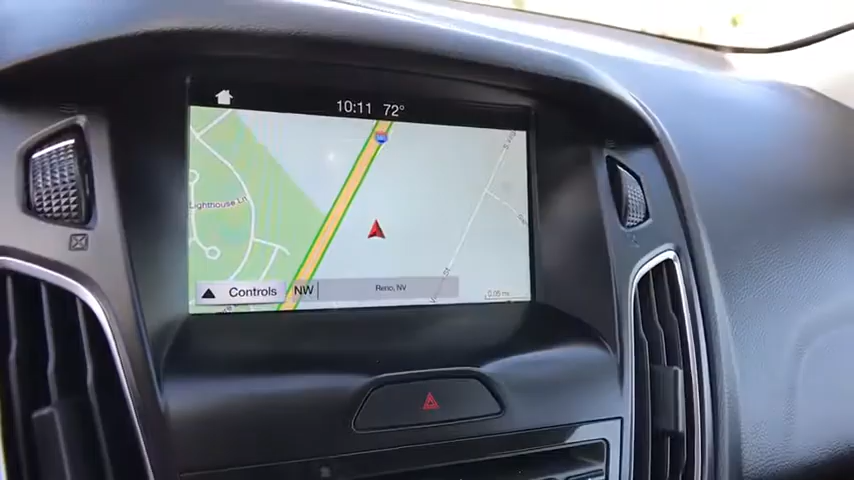 10:11 72°
Lighthouse Ln
Controls
NW
Reno, NV
0.05 mi